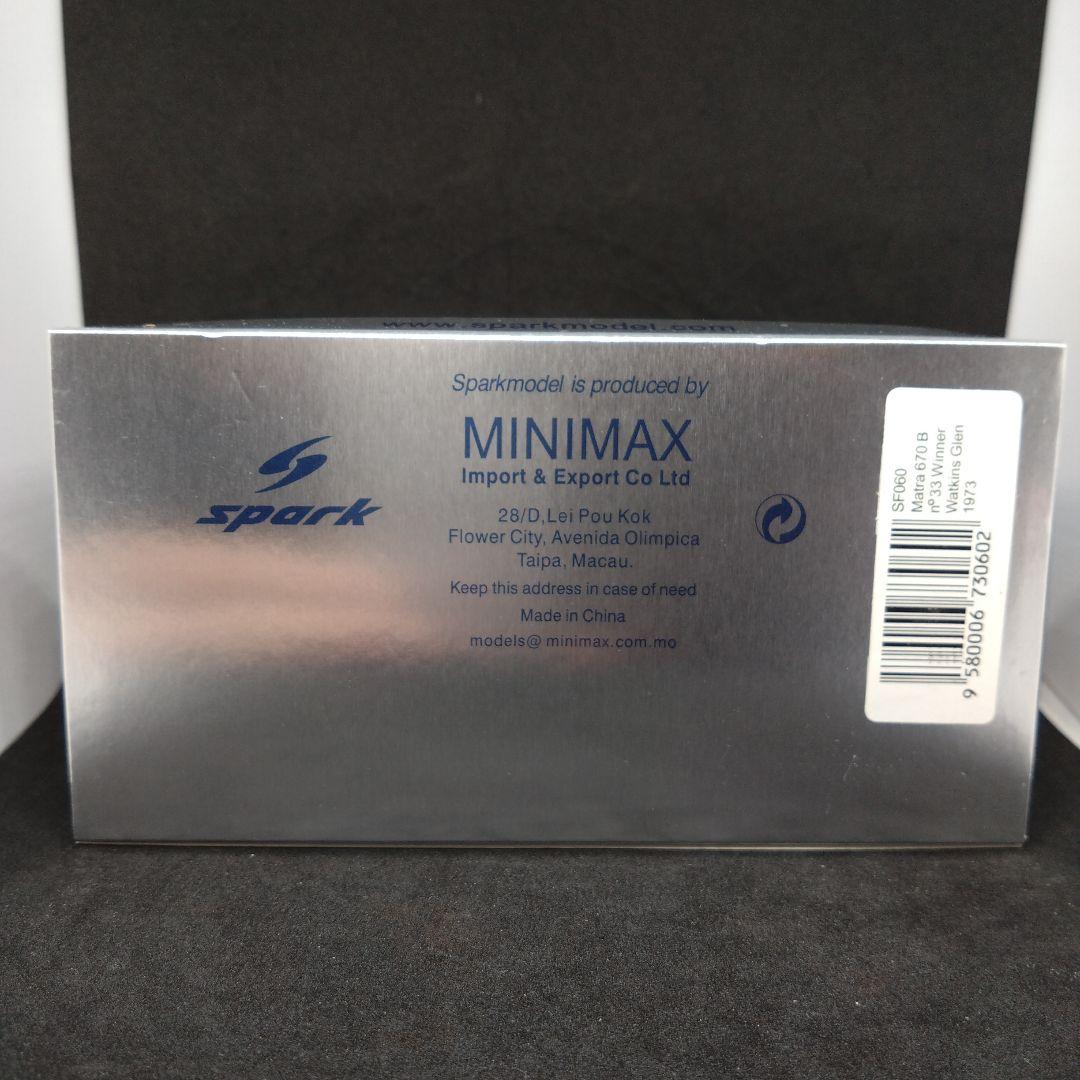 www.sparkmodel.com
Sparkmodel is produced by
MINIMAX
Import & Export Co Ltd
spark
28/D,Lei Pou Kok
Flower City, Avenida Olimpica
Taipa, Macau.
Keep this address in case of need
Made in China
models@ minimax.com.mo
SF060
Matra 670 B
nº 33 Winner
Watkins Glen
1973
9 580006 730602